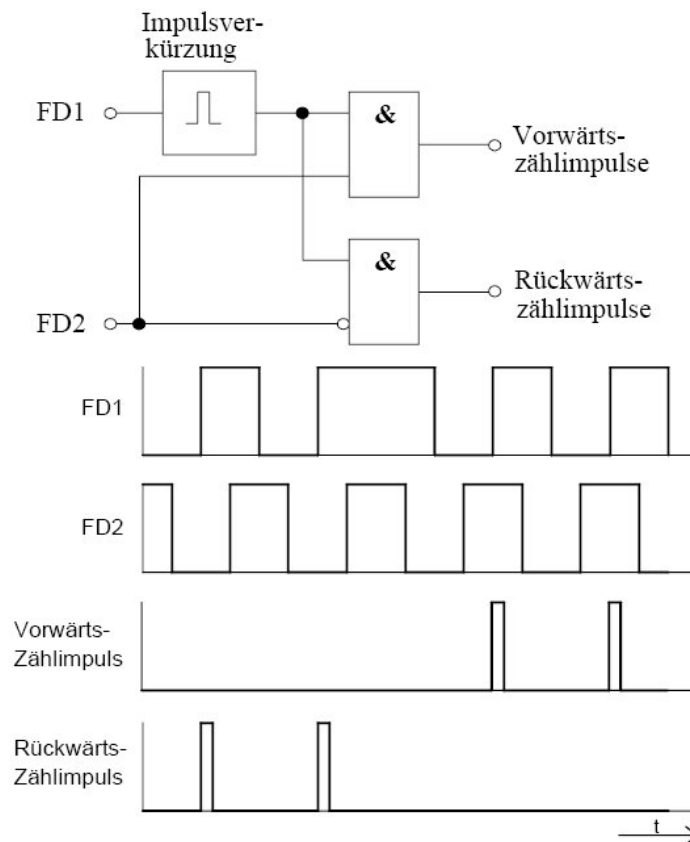 Impulsver-
kürzung
FD1
&
Vorwärts-
zählimpulse
&
Rückwärts-
zählimpulse
FD2
FD1
FD2
Vorwärts-
Zählimpuls
Rückwärts-
Zählimpuls
t